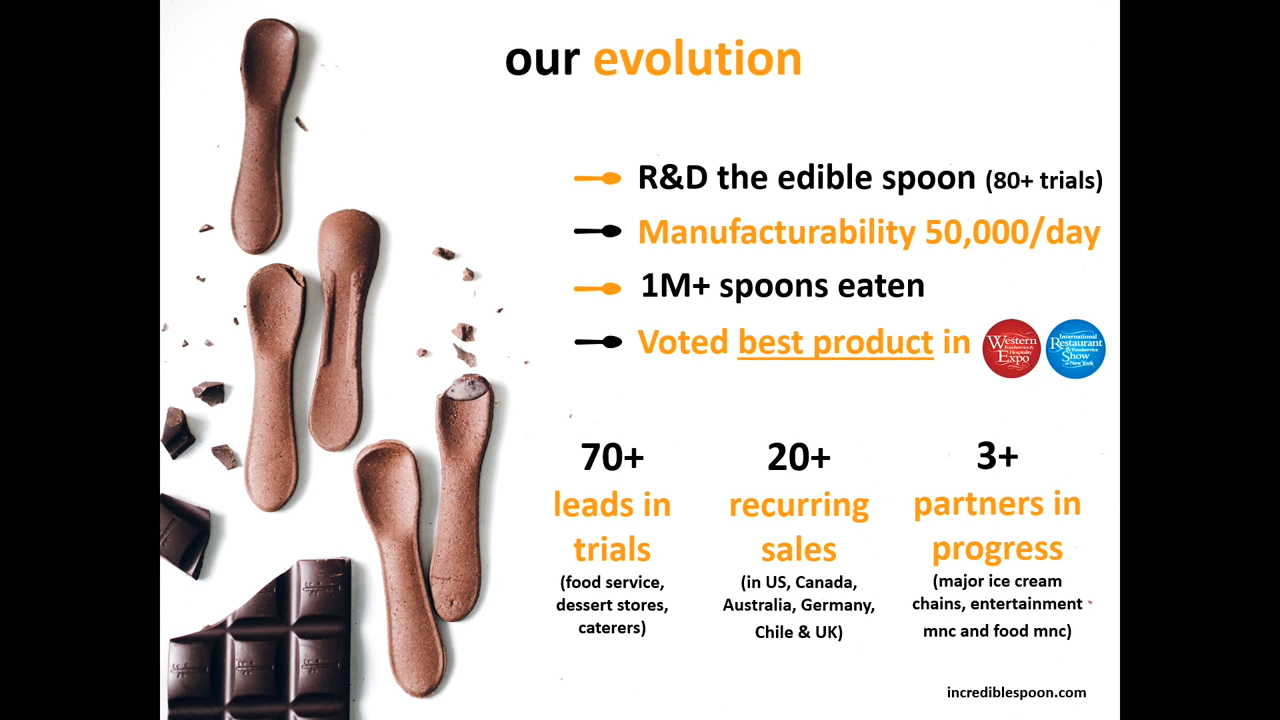 our evolution
R&D the edible spoon (80+ trials)
Manufacturability 50,000/day
1M+ spoons eaten
Voted best product in
Western
Foodservice &
Hospitality
Expo
International
Restaurant
& Foodservice
Show
of New York
70+
leads in
trials
(food service,
dessert stores,
caterers)
20+
recurring
sales
(in US, Canada,
Australia, Germany,
Chile & UK)
3+
partners in
progress
(major ice cream
chains, entertainment
mnc and food mnc)
incrediblespoon.com